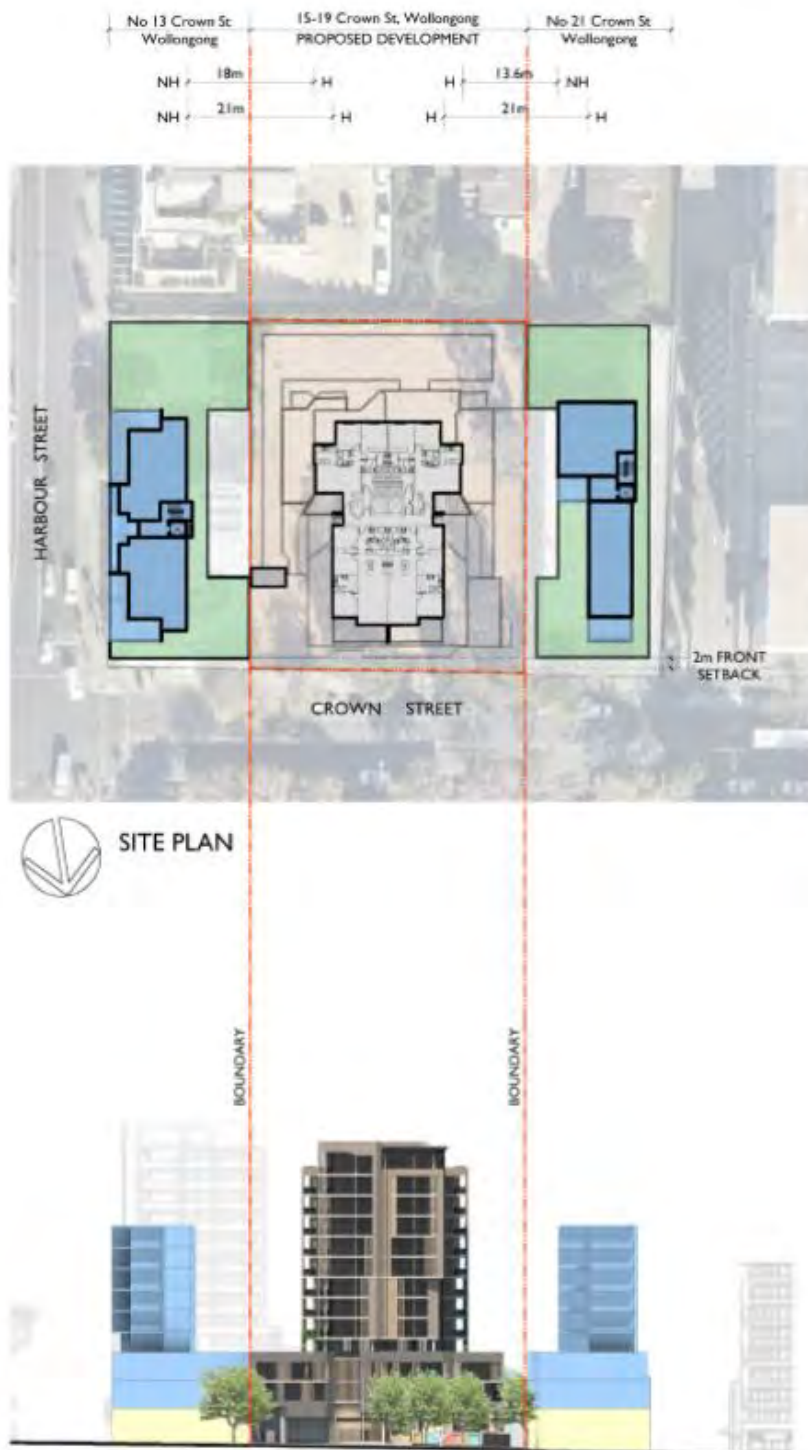 No 13 Crown St
Wollongong
15-19 Crown St, Wollongong
PROPOSED DEVELOPMENT
No 21 Crown St
Wollongong
NH 18m H
H 13.6m NH
NH 21m H
H 21m H
HARBOUR STREET
2m FRONT
SETBACK
CROWN STREET
SITE PLAN
BOUNDARY
BOUNDARY